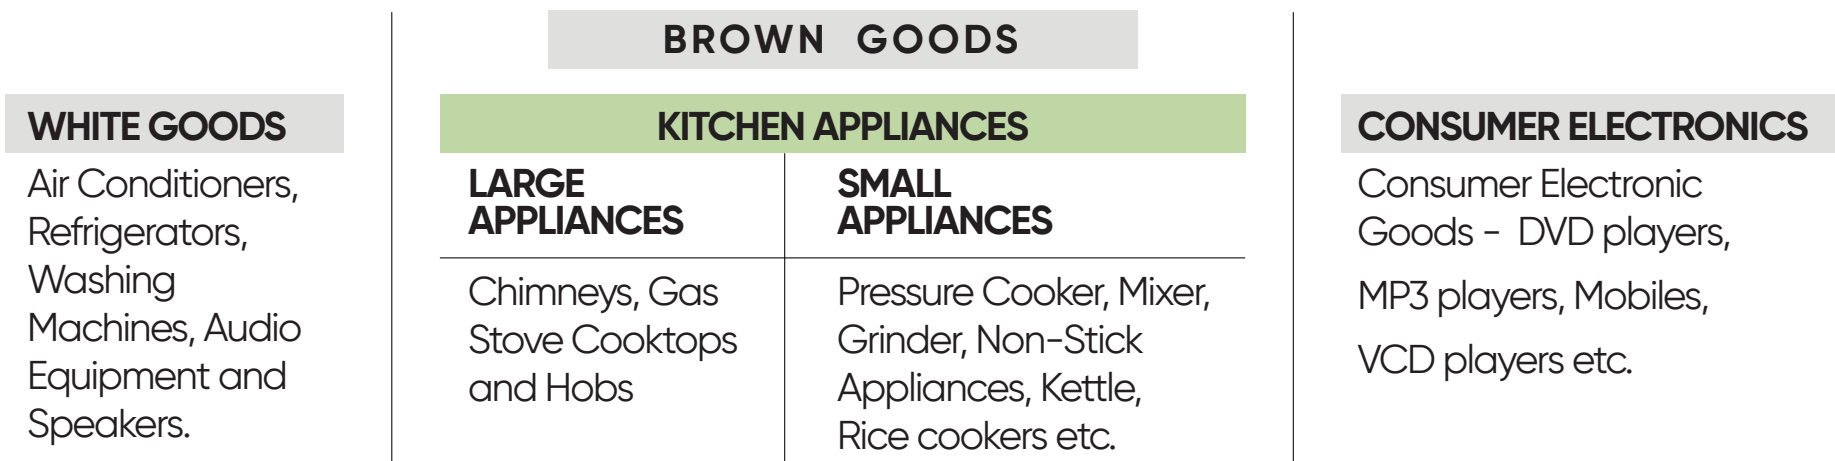 BROWN GOODS
WHITE GOODS
Air Conditioners,
Refrigerators,
Washing
Machines, Audio
Equipment and
Speakers.
KITCHEN APPLIANCES
LARGE
APPLIANCES
Chimneys, Gas
Stove Cooktops
and Hobs
SMALL
APPLIANCES
Pressure Cooker, Mixer,
Grinder, Non-Stick
Appliances, Kettle,
Rice cookers etc.
CONSUMER ELECTRONICS
Consumer Electronic
Goods - DVD players,
MP3 players, Mobiles,
VCD players etc.